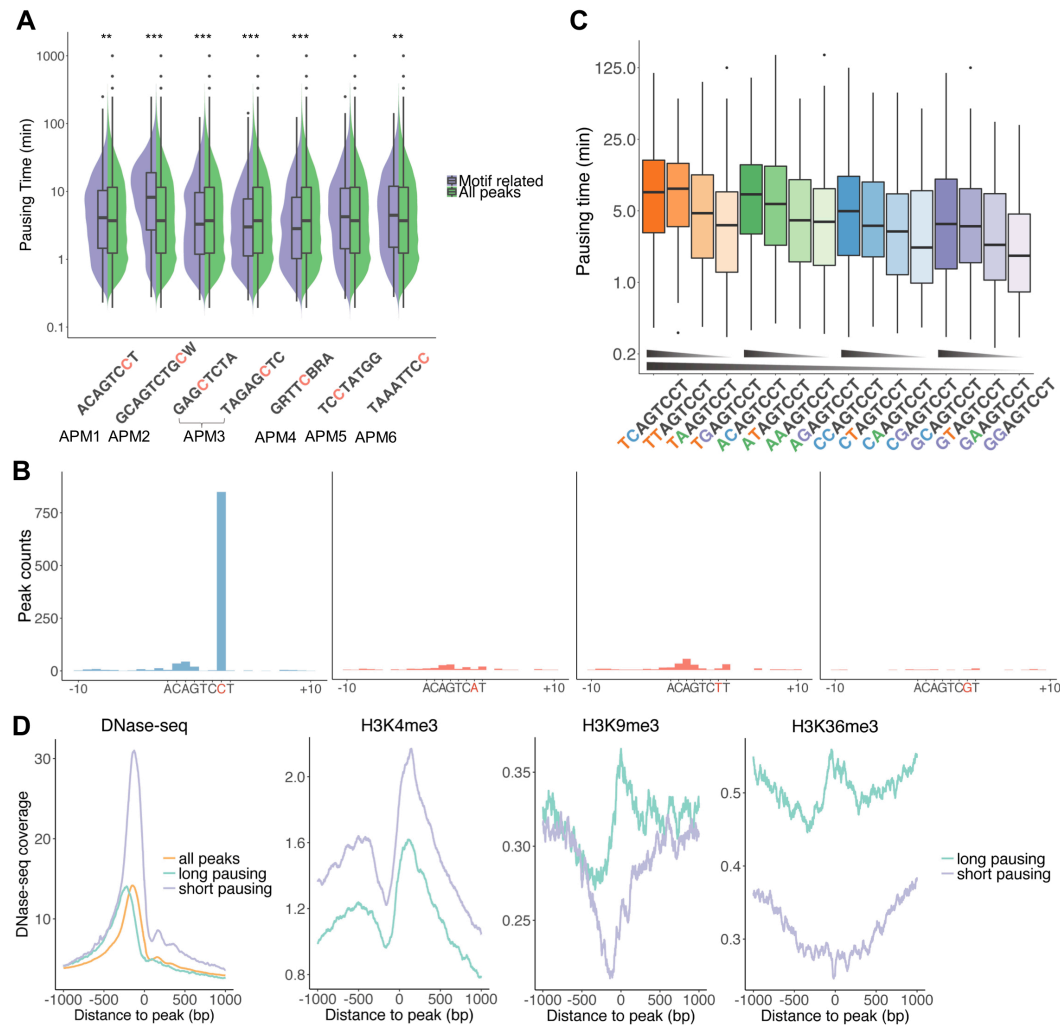 A
** *** *** *** *** **
1000
100
10
1
0.1
Pausing Time (min)
Motif related
All peaks
ACAGTCCT
GCAGTCTGCW
GAGCTCTA
TAGAGCTC
GRTTCBRA
TCCTATGG
TAAATTCC
APM1 APM2 APM3 APM4 APM5 APM6
C
125.0
25.0
5.0
1.0
0.2
Pausing time (min)
TCAGTCCT
TTAGTCCT
TAAGTCCT
TGAGTCCT
ACAGTCCT
ATAGTCCT
AAAGTCCT
AGAGTCCT
CCAGTCCT
CTAGTCCT
CAAGTCCT
CGAGTCCT
GCAGTCCT
GTAGTCCT
GAAGTCCT
GGAGTCCT
B
Peak counts
750
500
250
0
-10 ACAGTCCT +10
-10 ACAGTCAT +10
-10 ACAGTCTT +10
-10 ACAGTCGT +10
D
DNase-seq
DNase-seq coverage
30
20
10
all peaks
long pausing
short pausing
-1000 -500 0 500 1000
Distance to peak (bp)
H3K4me3
2.0
1.6
1.2
0.8
-1000 -500 0 500 1000
Distance to peak (bp)
H3K9me3
0.35
0.30
0.25
-1000 -500 0 500 1000
Distance to peak (bp)
H3K36me3
0.5
0.4
0.3
long pausing
short pausing
-1000 -500 0 500 1000
Distance to peak (bp)